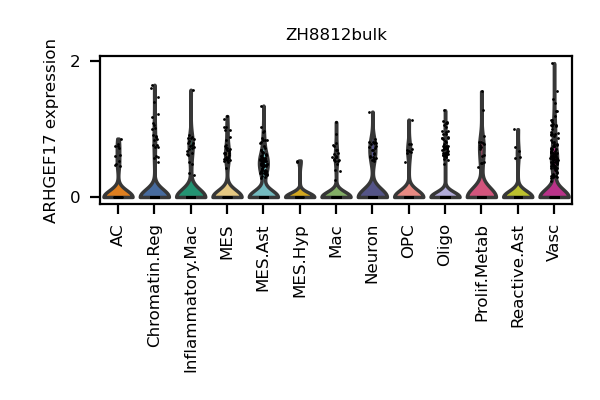 ZH8812bulk
ARHGEF17 expression
2
0
AC
Chromatin.Reg
Inflammatory.Mac
MES
MES.Ast
MES.Hyp
Mac
Neuron
OPC
Oligo
Prolif.Metab
Reactive.Ast
Vasc